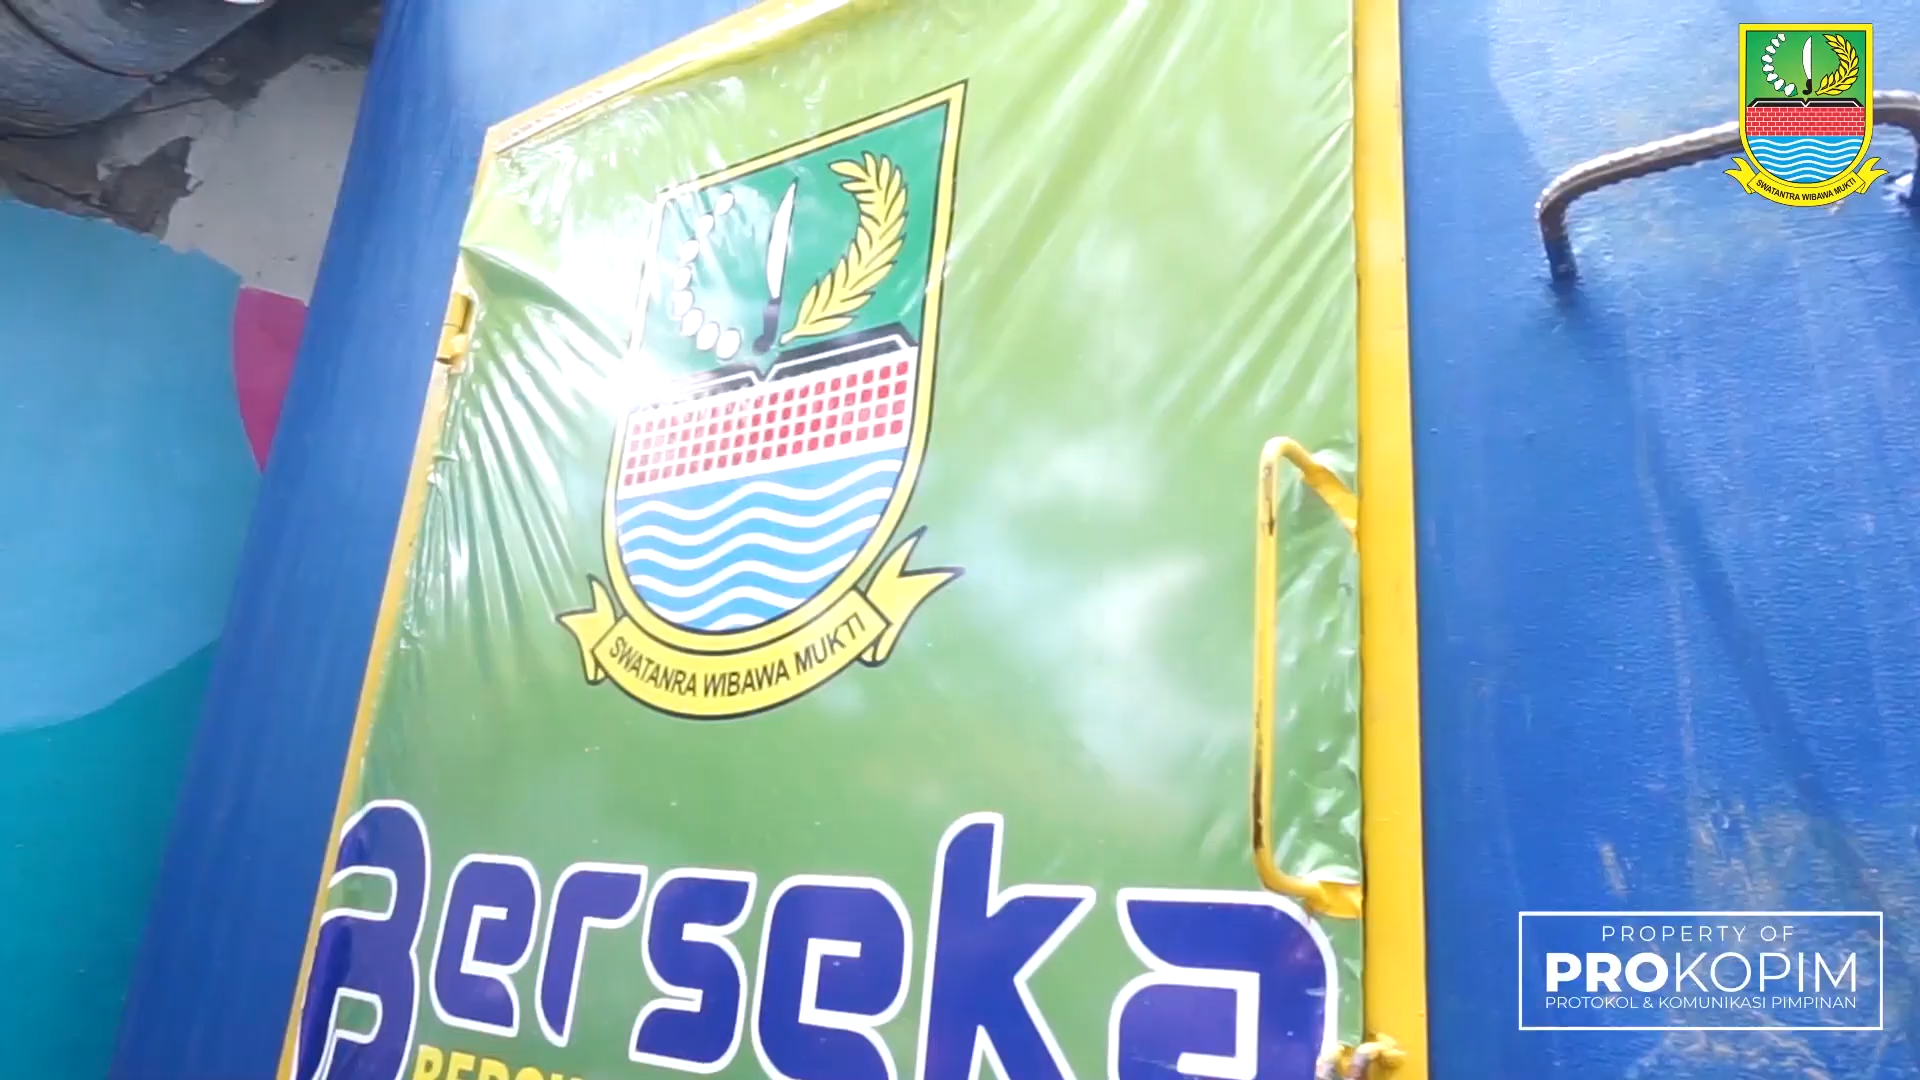 SWATANTRA WIBAWA MUKTI
SWATANRA WIBAWA MUKTI
Berseka
PROPERTY OF
PROKOPIM
PROTOKOL & KOMUNIKASI PIMPINAN